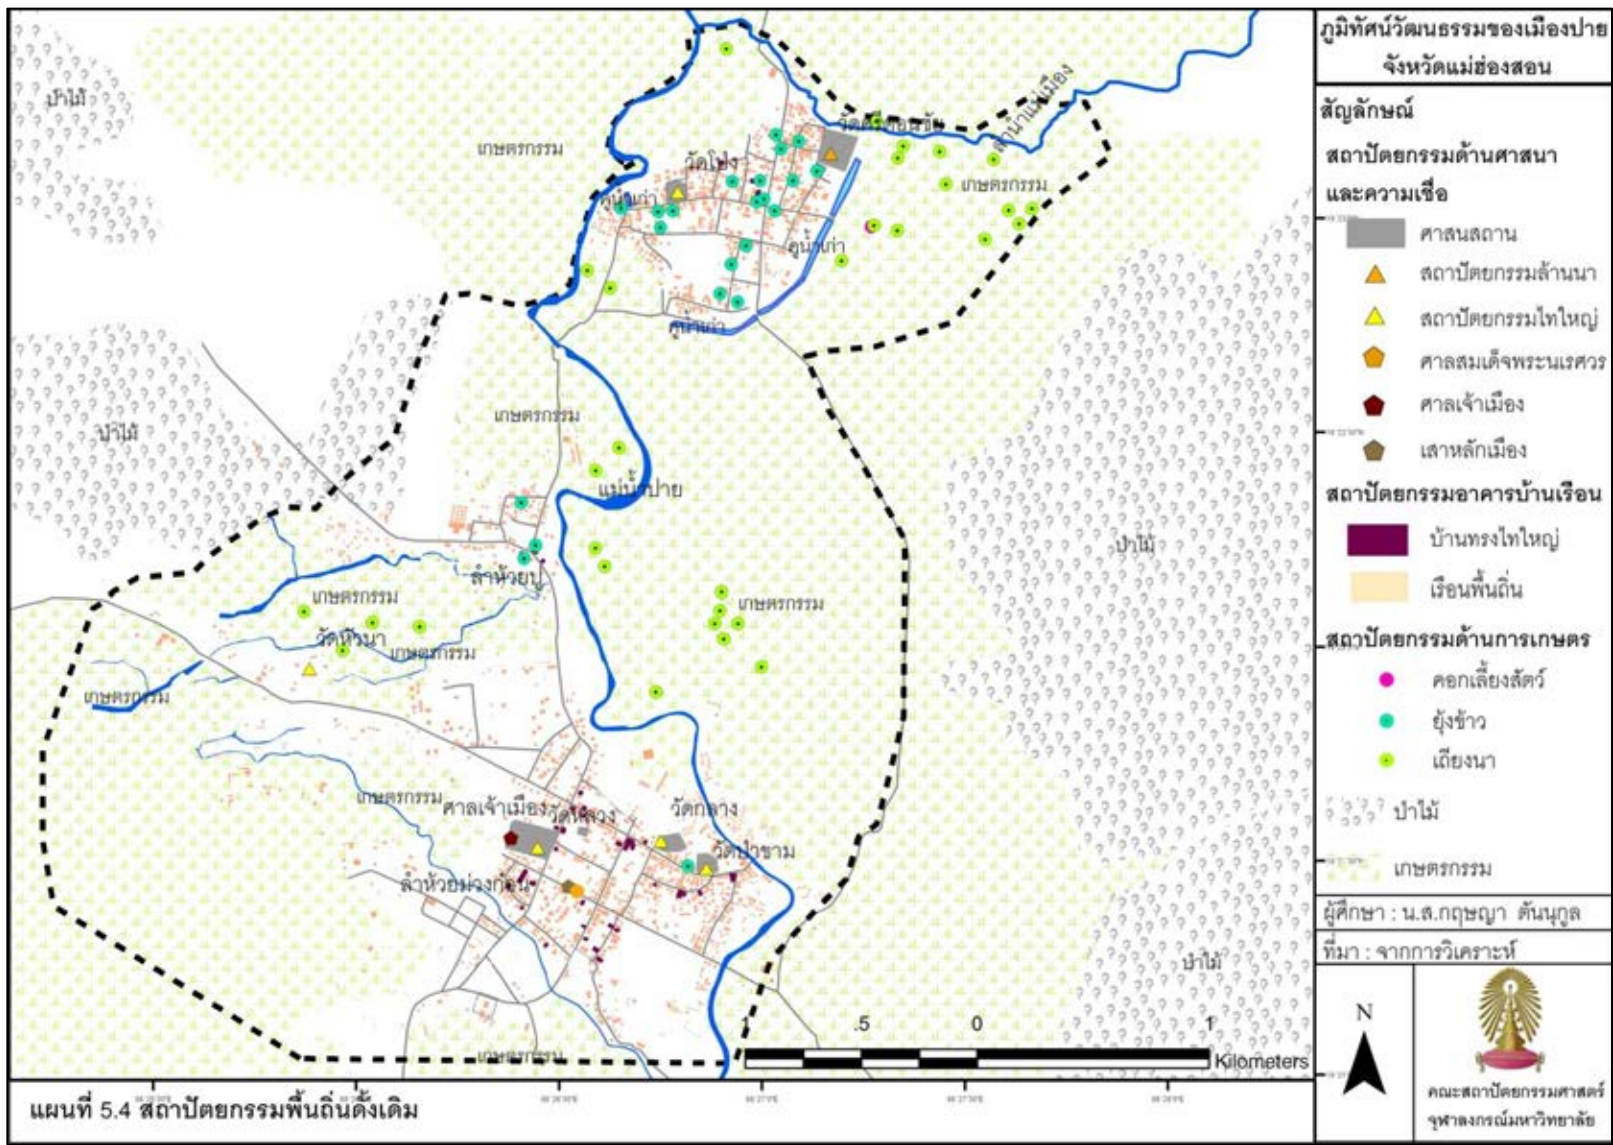 ภูมิทัศน์วัฒนธรรมของเมืองปาย
จังหวัดแม่ฮ่องสอน
สัญลักษณ์
สถาปัตยกรรมด้านศาสนา
และความเชื่อ
ศาสนสถาน
สถาปัตยกรรมล้านนา
สถาปัตยกรรมไทใหญ่
ศาลสมเด็จพระนเรศวร
ศาลเจ้าเมือง
เสาหลักเมือง
สถาปัตยกรรมอาคารบ้านเรือน
บ้านทรงไทใหญ่
เรือนพื้นถิ่น
สถาปัตยกรรมด้านการเกษตร
คอกเลี้ยงสัตว์
ยุ้งข้าว
เถียงนา
ป่าไม้
เกษตรกรรม
ผู้ศึกษา : น.ส.กฤษญา ตันนุกูล
ที่มา : จากการวิเคราะห์
N
คณะสถาปัตยกรรมศาสตร์
จุฬาลงกรณ์มหาวิทยาลัย
ป่าไม้
เกษตรกรรม
วัดศรีดอนชัย
ลำน้ำแม่เมือง
วัดโป่ง
เกษตรกรรม
คูน้ำเก่า
คูน้ำเก่า
คูน้ำเก่า
เกษตรกรรม
ป่าไม้
แม่น้ำปาย
ป่าไม้
ลำห้วยปู
เกษตรกรรม
เกษตรกรรม
วัดหัวนา
เกษตรกรรม
เกษตรกรรม
เกษตรกรรม
ศาลเจ้าเมือง
วัดหลวง
วัดกลาง
วัดป่าขาม
ลำห้วยม่วงก๋อน
ป่าไม้
1 .5 0 1
Kilometers
เกษตรกรรม
แผนที่ 5.4 สถาปัตยกรรมพื้นถิ่นดั้งเดิม